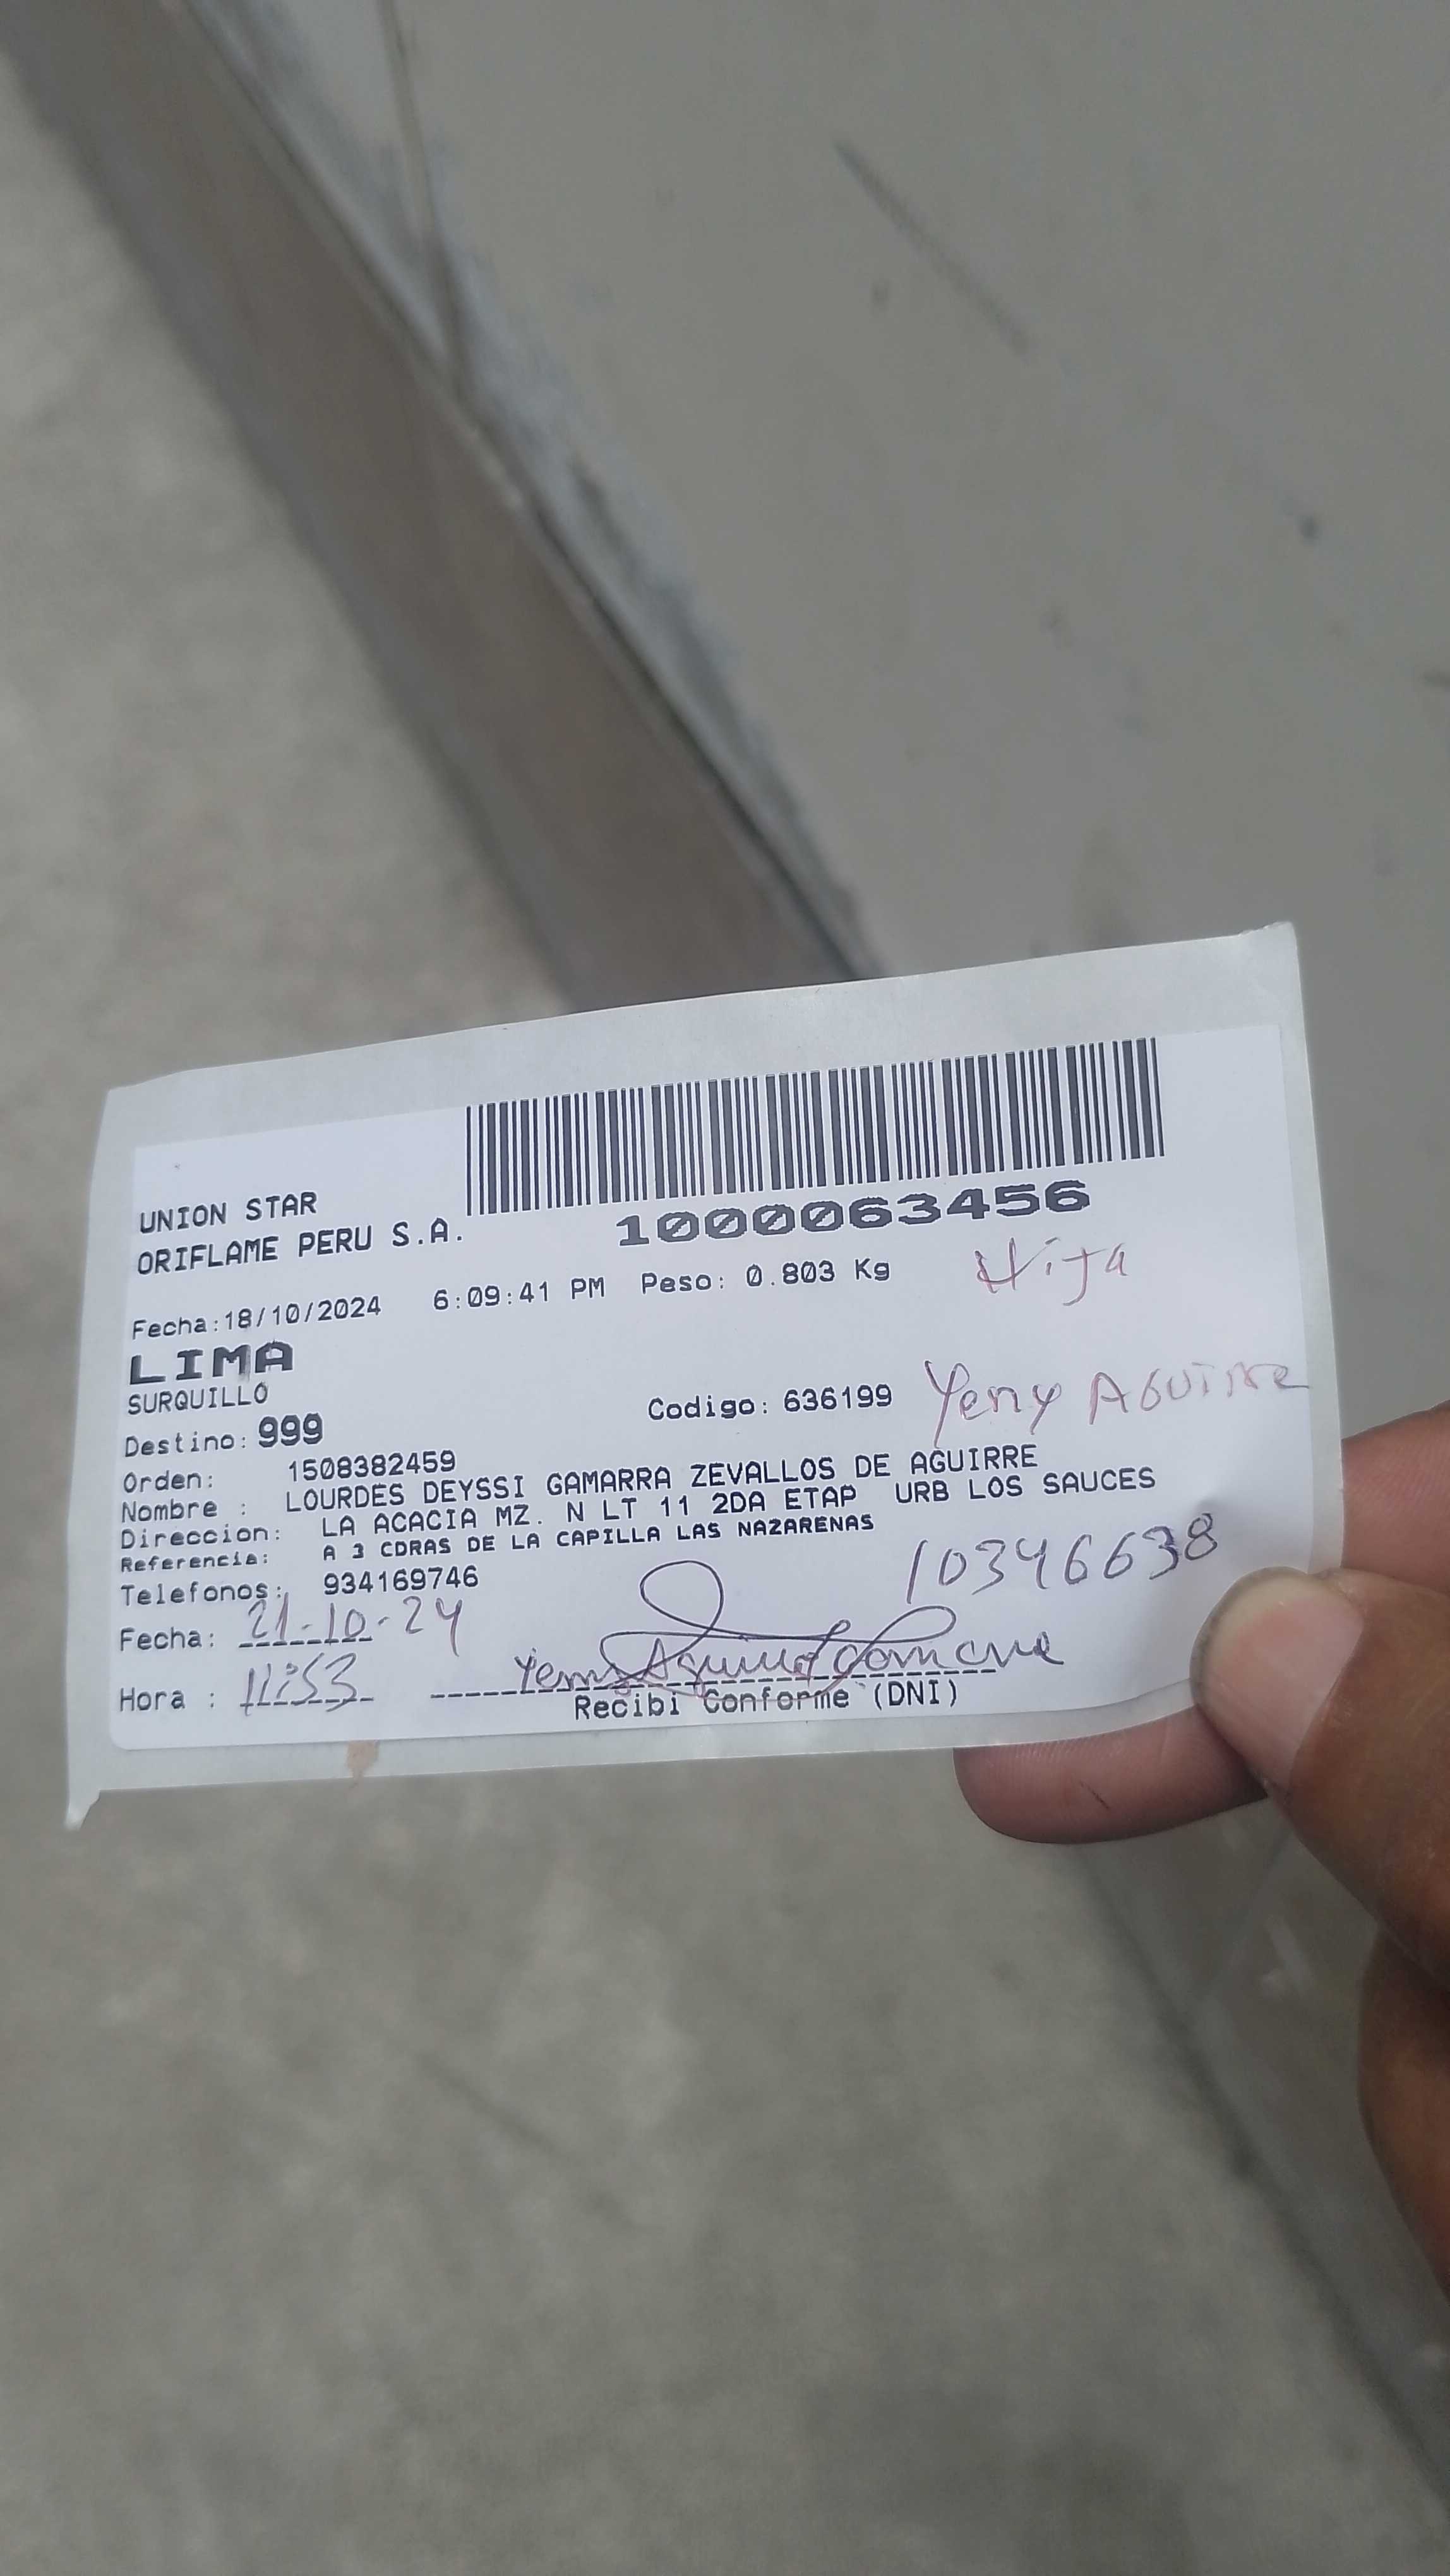 UNION STAR
ORIFLAME PERU S.A.
1000063456
Fecha:18/10/2024 6:09:41 PM Peso: 0.803 Kg Hija
LIMA
SURQUILLO
Codigo: 636199 Yeny Aguirre
Destino: 999
Orden: 1508382459
Nombre : LOURDES DEYSSI GAMARRA ZEVALLOS DE AGUIRRE
Direccion: LA ACACIA MZ. N LT 11 2DA ETAP URB LOS SAUCES
Referencia: A 3 CDRAS DE LA CAPILLA LAS NAZARENAS
Telefonos: 934169746 10346638
Fecha: 21-10-24
Hora : 11:53 Yeny Aguirre
Recibi Conforme (DNI)